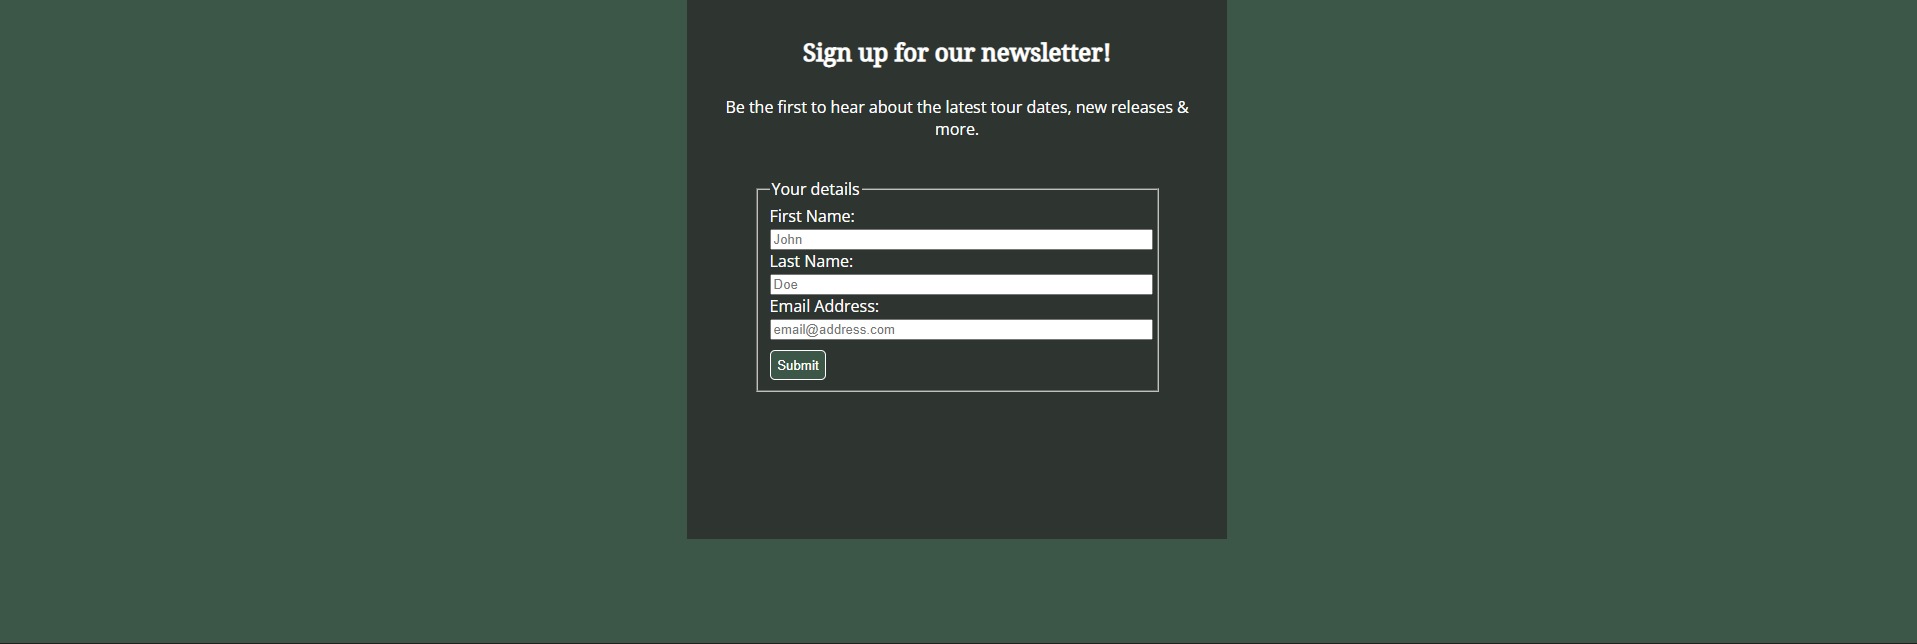 Sign up for our newsletter!
Be the first to hear about the latest tour dates, new releases &
more.
Your details
First Name:
John
Last Name:
Doe
Email Address:
email@address.com
Submit